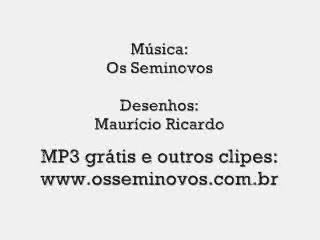 Música:
Os Seminovos
Desenhos:
Maurício Ricardo
MP3 grátis e outros clipes:
www.osseminovos.com.br